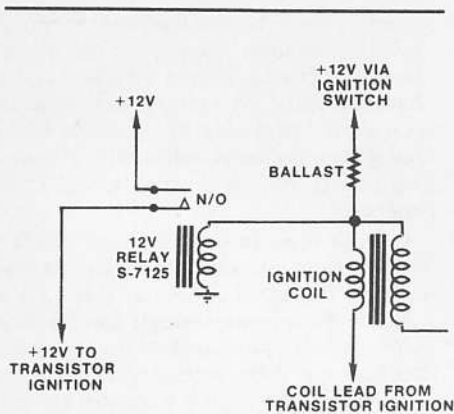 +12V VIA
IGNITION
SWITCH
+12V
BALLAST
N/O
12V
RELAY
S-7125
IGNITION
COIL
+12V TO
TRANSISTOR
IGNITION
COIL LEAD FROM
TRANSISTOR IGNITION